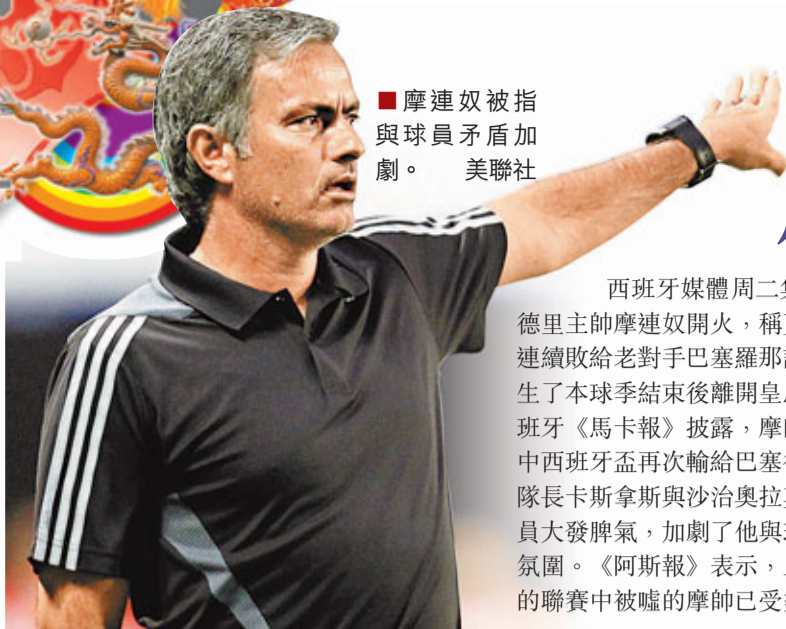 ■摩連奴被指
與球員矛盾加
劇。 美聯社
西班牙媒體周二
德里主帥摩連奴開火，稱
連續敗給老對手巴塞羅那
生了本球季結束後離開皇
班牙《馬卡報》披露，摩
中西班牙盃再次輸給巴塞
隊長卡斯拿斯與沙治奧拉
員大發脾氣，加劇了他與
氛圍。《阿斯報》表示，
的聯賽中被噓的摩帥已受